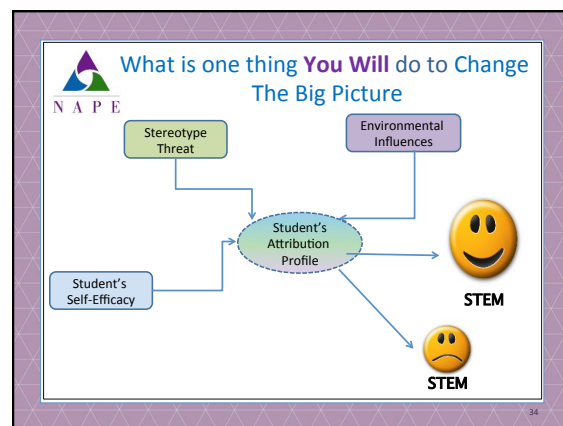 What is one thing You Will do to Change
The Big Picture
N A P E
Stereotype
Threat
Environmental
Influences
Student's
Attribution
Profile
Student's
Self-Efficacy
STEM
STEM
34